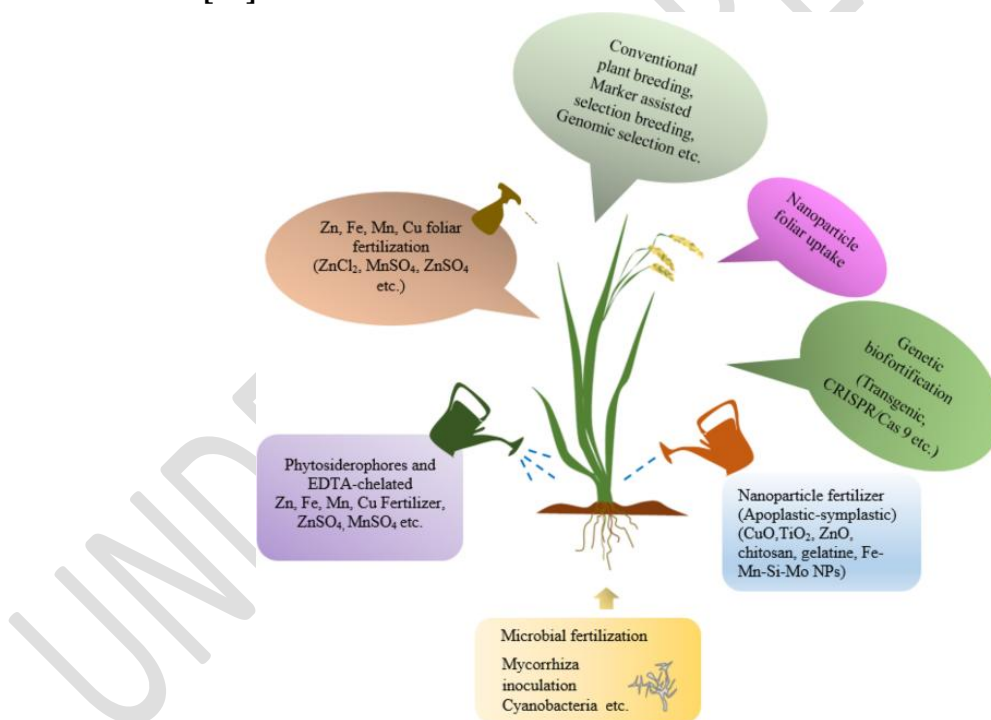 Conventional
plant breeding,
Marker assisted
selection breeding,
Genomic selection etc.
Zn, Fe, Mn, Cu foliar
fertilization
(ZnCl₂, MnSO₄, ZnSO₄
etc.)
Nanoparticle
foliar uptake
Genetic
biofortification
(Transgenic,
CRISPR/Cas 9 etc.)
Phytosiderophores and
EDTA-chelated
Zn, Fe, Mn, Cu Fertilizer,
ZnSO₄, MnSO₄ etc.
Nanoparticle fertilizer
(Apoplastic-symplastic)
(CuO,TiO₂, ZnO,
chitosan, gelatine, Fe-
Mn-Si-Mo NPs)
Microbial fertilization
Mycorrhiza
inoculation
Cyanobacteria etc.